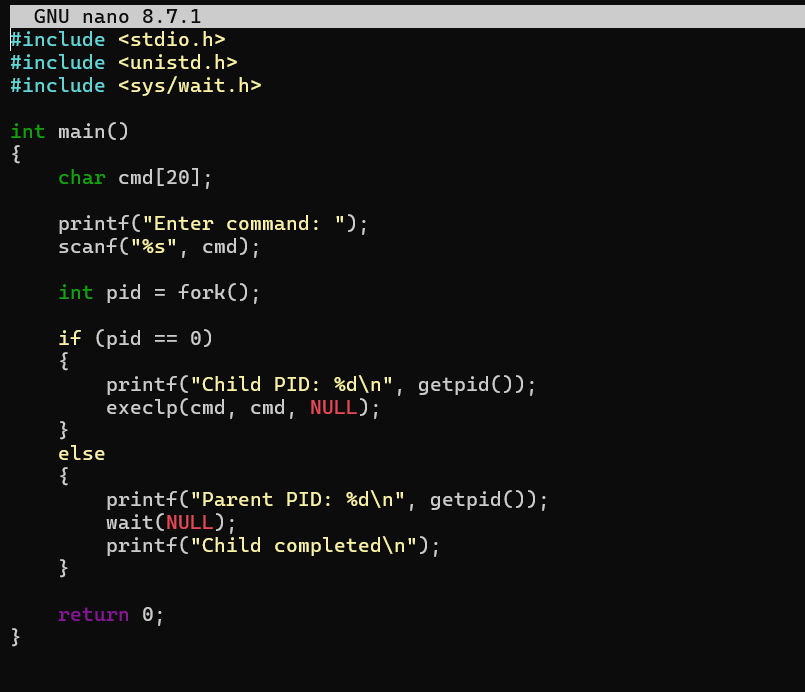 GNU nano 8.7.1
#include <stdio.h>
#include <unistd.h>
#include <sys/wait.h>

int main()
{
    char cmd[20];

    printf("Enter command: ");
    scanf("%s", cmd);

    int pid = fork();

    if (pid == 0)
    {
        printf("Child PID: %d\n", getpid());
        execlp(cmd, cmd, NULL);
    }
    else
    {
        printf("Parent PID: %d\n", getpid());
        wait(NULL);
        printf("Child completed\n");
    }

    return 0;
}